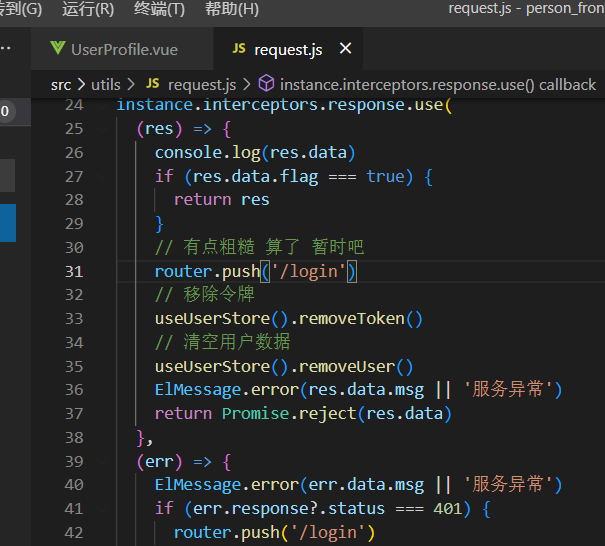 转到(G) 运行(R) 终端(T) 帮助(H) request.js - person_fron
UserProfile.vue JS request.js ×
src > utils > JS request.js > instance.interceptors.response.use() callback
0
24 instance.interceptors.response.use(
25 (res) => {
26 console.log(res.data)
27 if (res.data.flag === true) {
28 return res
29 }
30 // 有点粗糙 算了 暂时吧
31 router.push('/login')
32 // 移除令牌
33 useUserStore().removeToken()
34 // 清空用户数据
35 useUserStore().removeUser()
36 ElMessage.error(res.data.msg || '服务异常')
37 return Promise.reject(res.data)
38 },
39 (err) => {
40 ElMessage.error(err.data.msg || '服务异常')
41 if (err.response?.status === 401) {
42 router.push('/login')